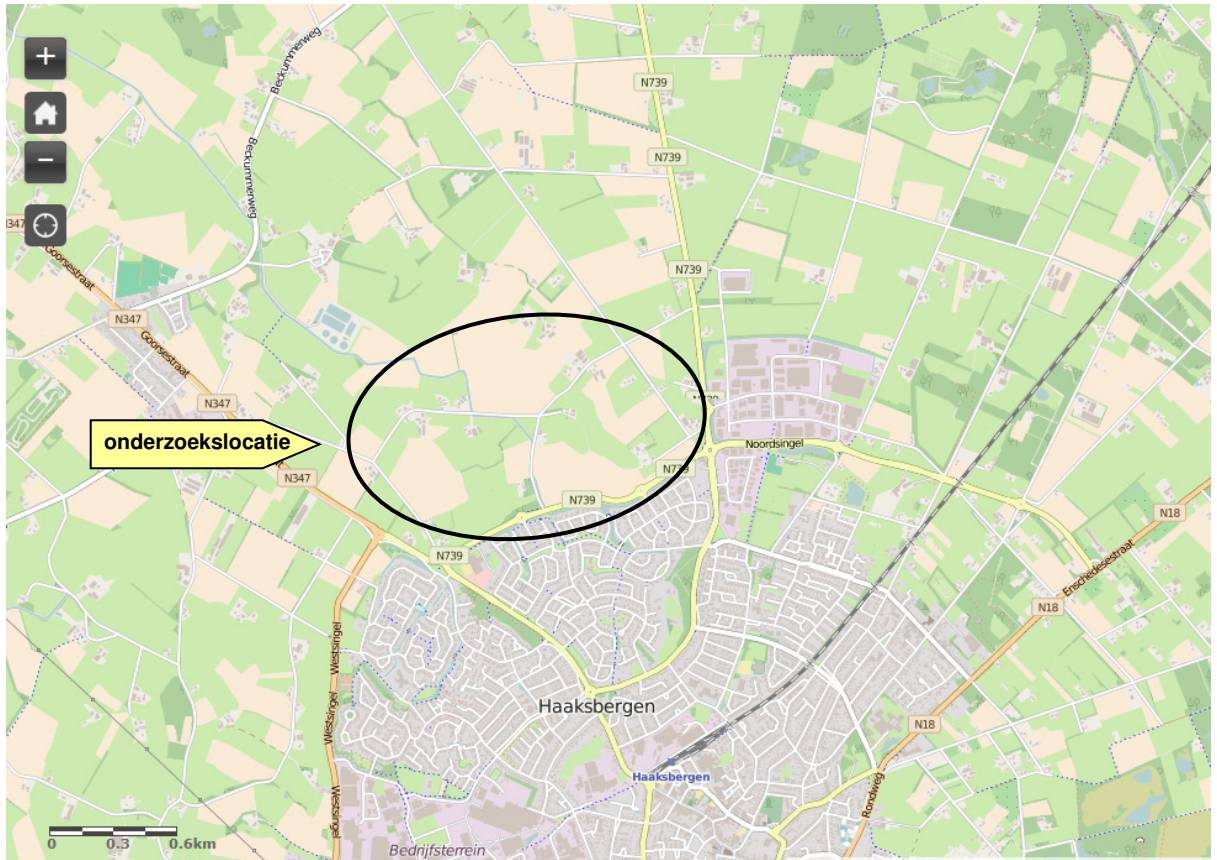 +
−
Beckummerweg
Beckummerweg
N739
N739
N739
N347
Goorsestraat
N347
Goorsestraat
N347
onderzoekslocatie
N347
N739
N739
N739
Noordsingel
N18
Enschedesestraat
N18
Westsingel
Westsingel
Westsingel
Haaksbergen
N18
Haaksbergen
Rondweg
Bedrijfsterrein
0 0.3 0.6km